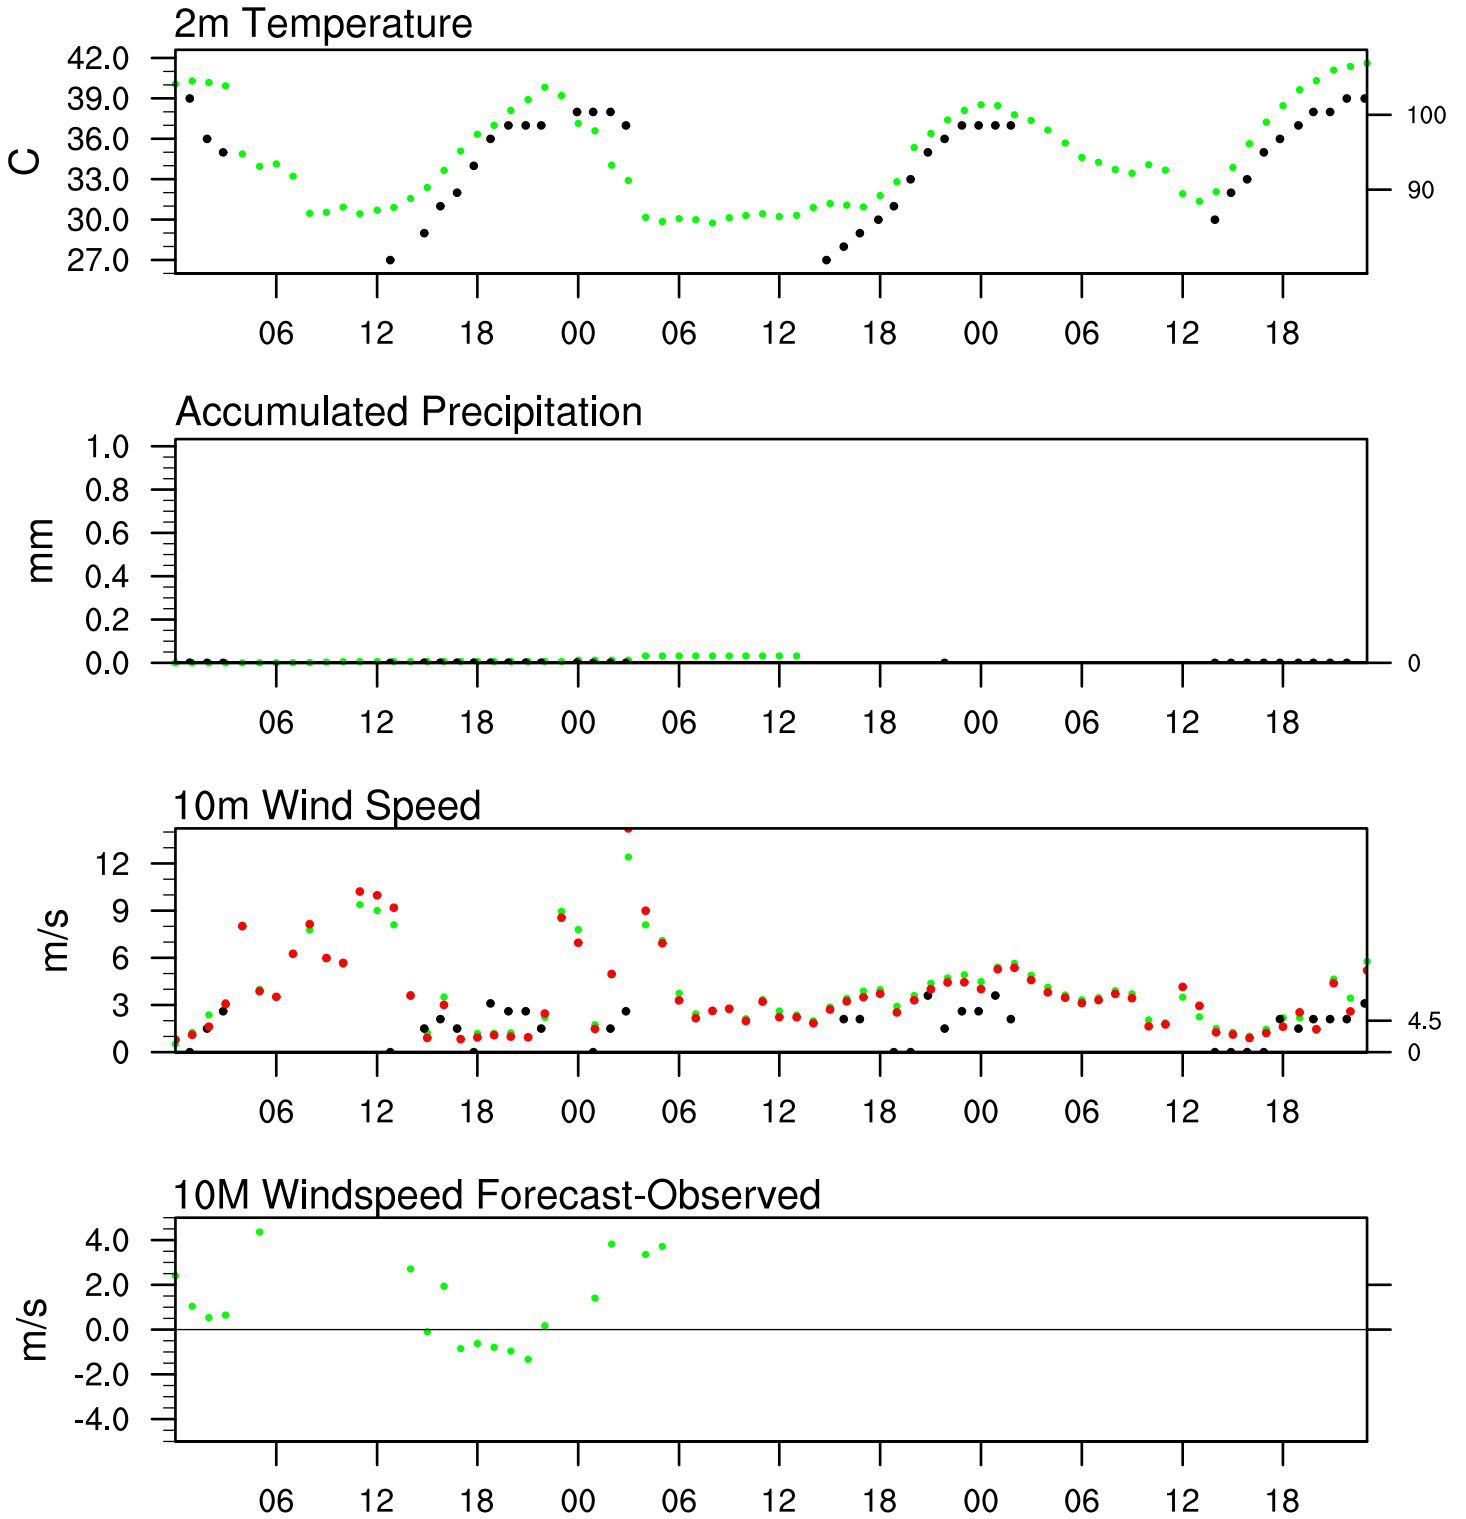 2m Temperature
42.0
39.0
36.0
33.0
30.0
27.0
C
100
90
06 12 18 00 06 12 18 00 06 12 18
Accumulated Precipitation
1.0
0.8
0.6
0.4
0.2
0.0
mm
0
06 12 18 00 06 12 18 00 06 12 18
10m Wind Speed
12
9
6
3
0
m/s
4.5
0
06 12 18 00 06 12 18 00 06 12 18
10M Windspeed Forecast-Observed
4.0
2.0
0.0
-2.0
-4.0
m/s
06 12 18 00 06 12 18 00 06 12 18